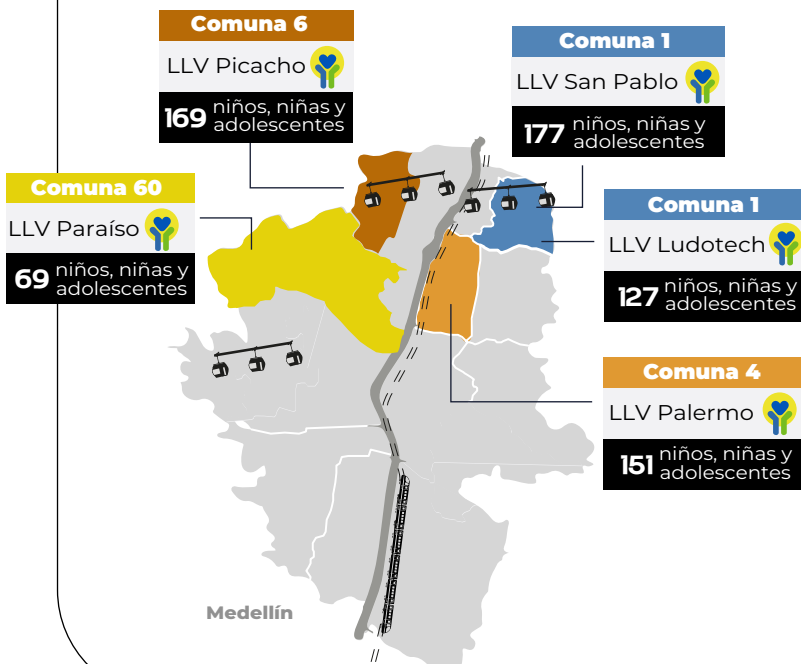 Comuna 6
LLV Picacho
169 niños, niñas y
adolescentes
Comuna 1
LLV San Pablo
177 niños, niñas y
adolescentes
Comuna 60
LLV Paraíso
69 niños, niñas y
adolescentes
Comuna 1
LLV Ludotech
127 niños, niñas y
adolescentes
Comuna 4
LLV Palermo
151 niños, niñas y
adolescentes
Medellín